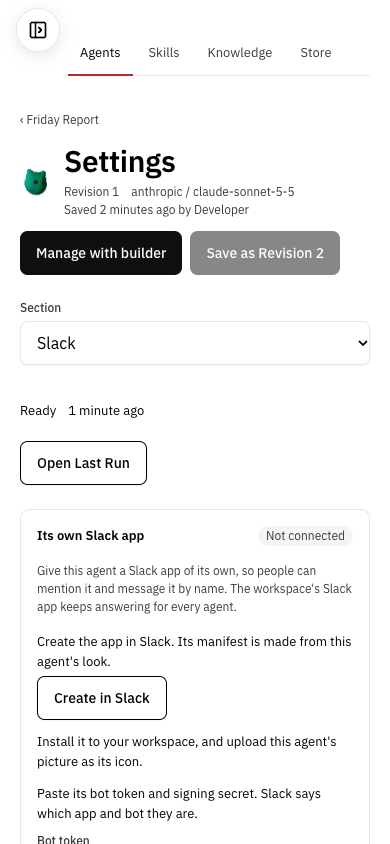 Agents Skills Knowledge Store
‹ Friday Report
Settings
Revision 1 anthropic / claude-sonnet-5-5
Saved 2 minutes ago by Developer
Manage with builder Save as Revision 2
Section
Slack
Ready 1 minute ago
Open Last Run
Its own Slack app Not connected
Give this agent a Slack app of its own, so people can
mention it and message it by name. The workspace's Slack
app keeps answering for every agent.
Create the app in Slack. Its manifest is made from this
agent's look.
Create in Slack
Install it to your workspace, and upload this agent's
picture as its icon.
Paste its bot token and signing secret. Slack says
which app and bot they are.
Bot token